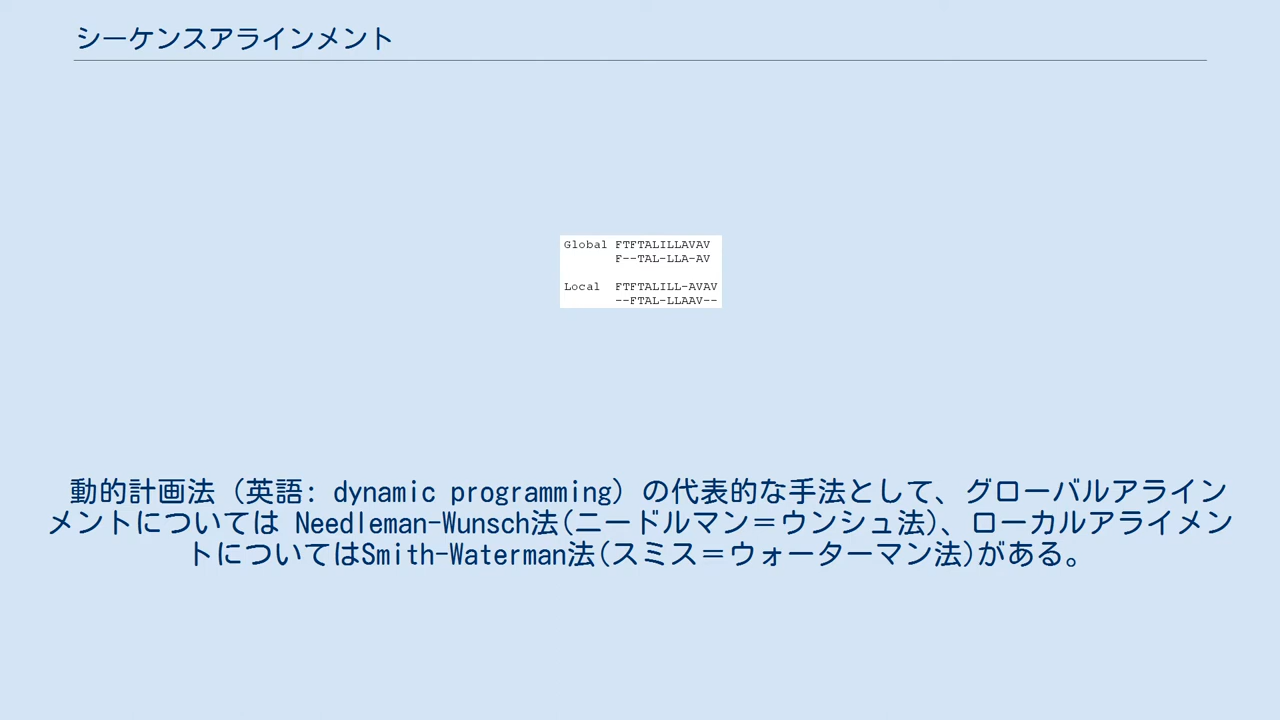 シーケンスアラインメント
Global FTFTALILLAVAV
F--TAL-LLA-AV
Local FTFTALILL-AVAV
--FTAL-LLAAV--
動的計画法（英語: dynamic programming）の代表的な手法として、グローバルアライン
メントについては Needleman-Wunsch法(ニードルマン＝ウンシュ法)、ローカルアライメン
トについてはSmith-Waterman法(スミス＝ウォーターマン法)がある。